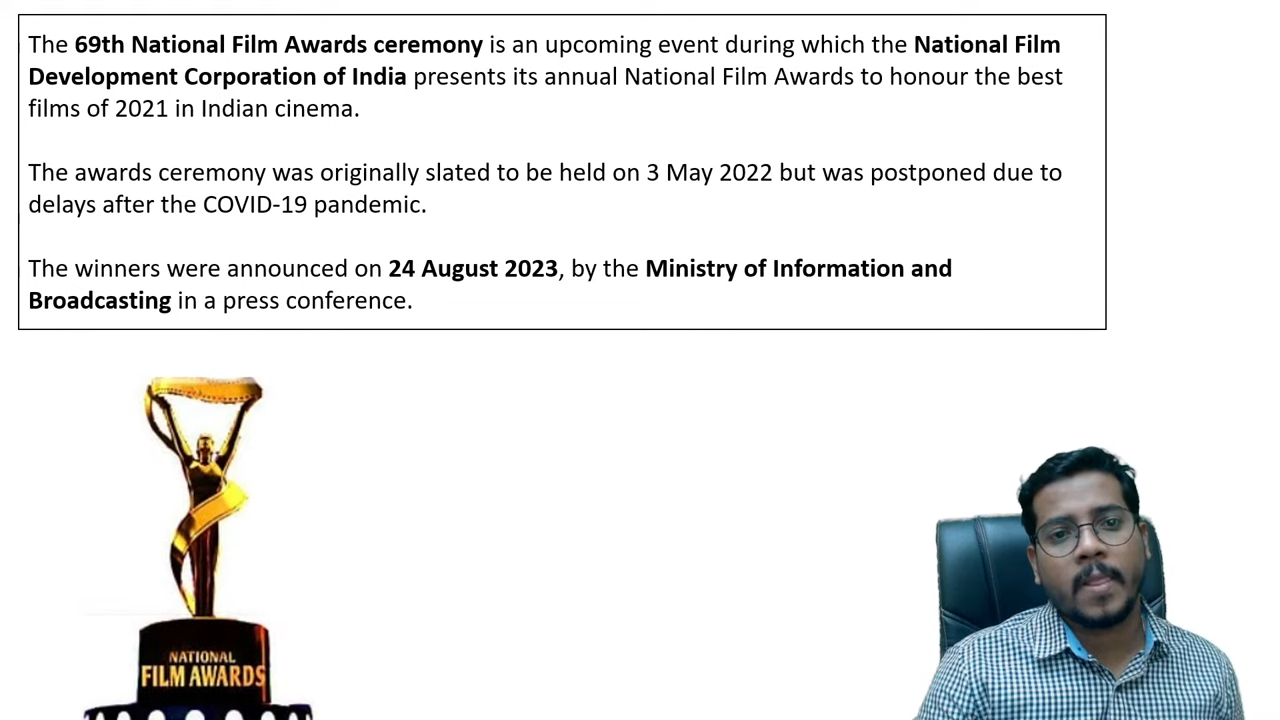 The 69th National Film Awards ceremony is an upcoming event during which the National Film
Development Corporation of India presents its annual National Film Awards to honour the best
films of 2021 in Indian cinema.
The awards ceremony was originally slated to be held on 3 May 2022 but was postponed due to
delays after the COVID-19 pandemic.
The winners were announced on 24 August 2023, by the Ministry of Information and
Broadcasting in a press conference.
NATIONAL
FILM AWARDS